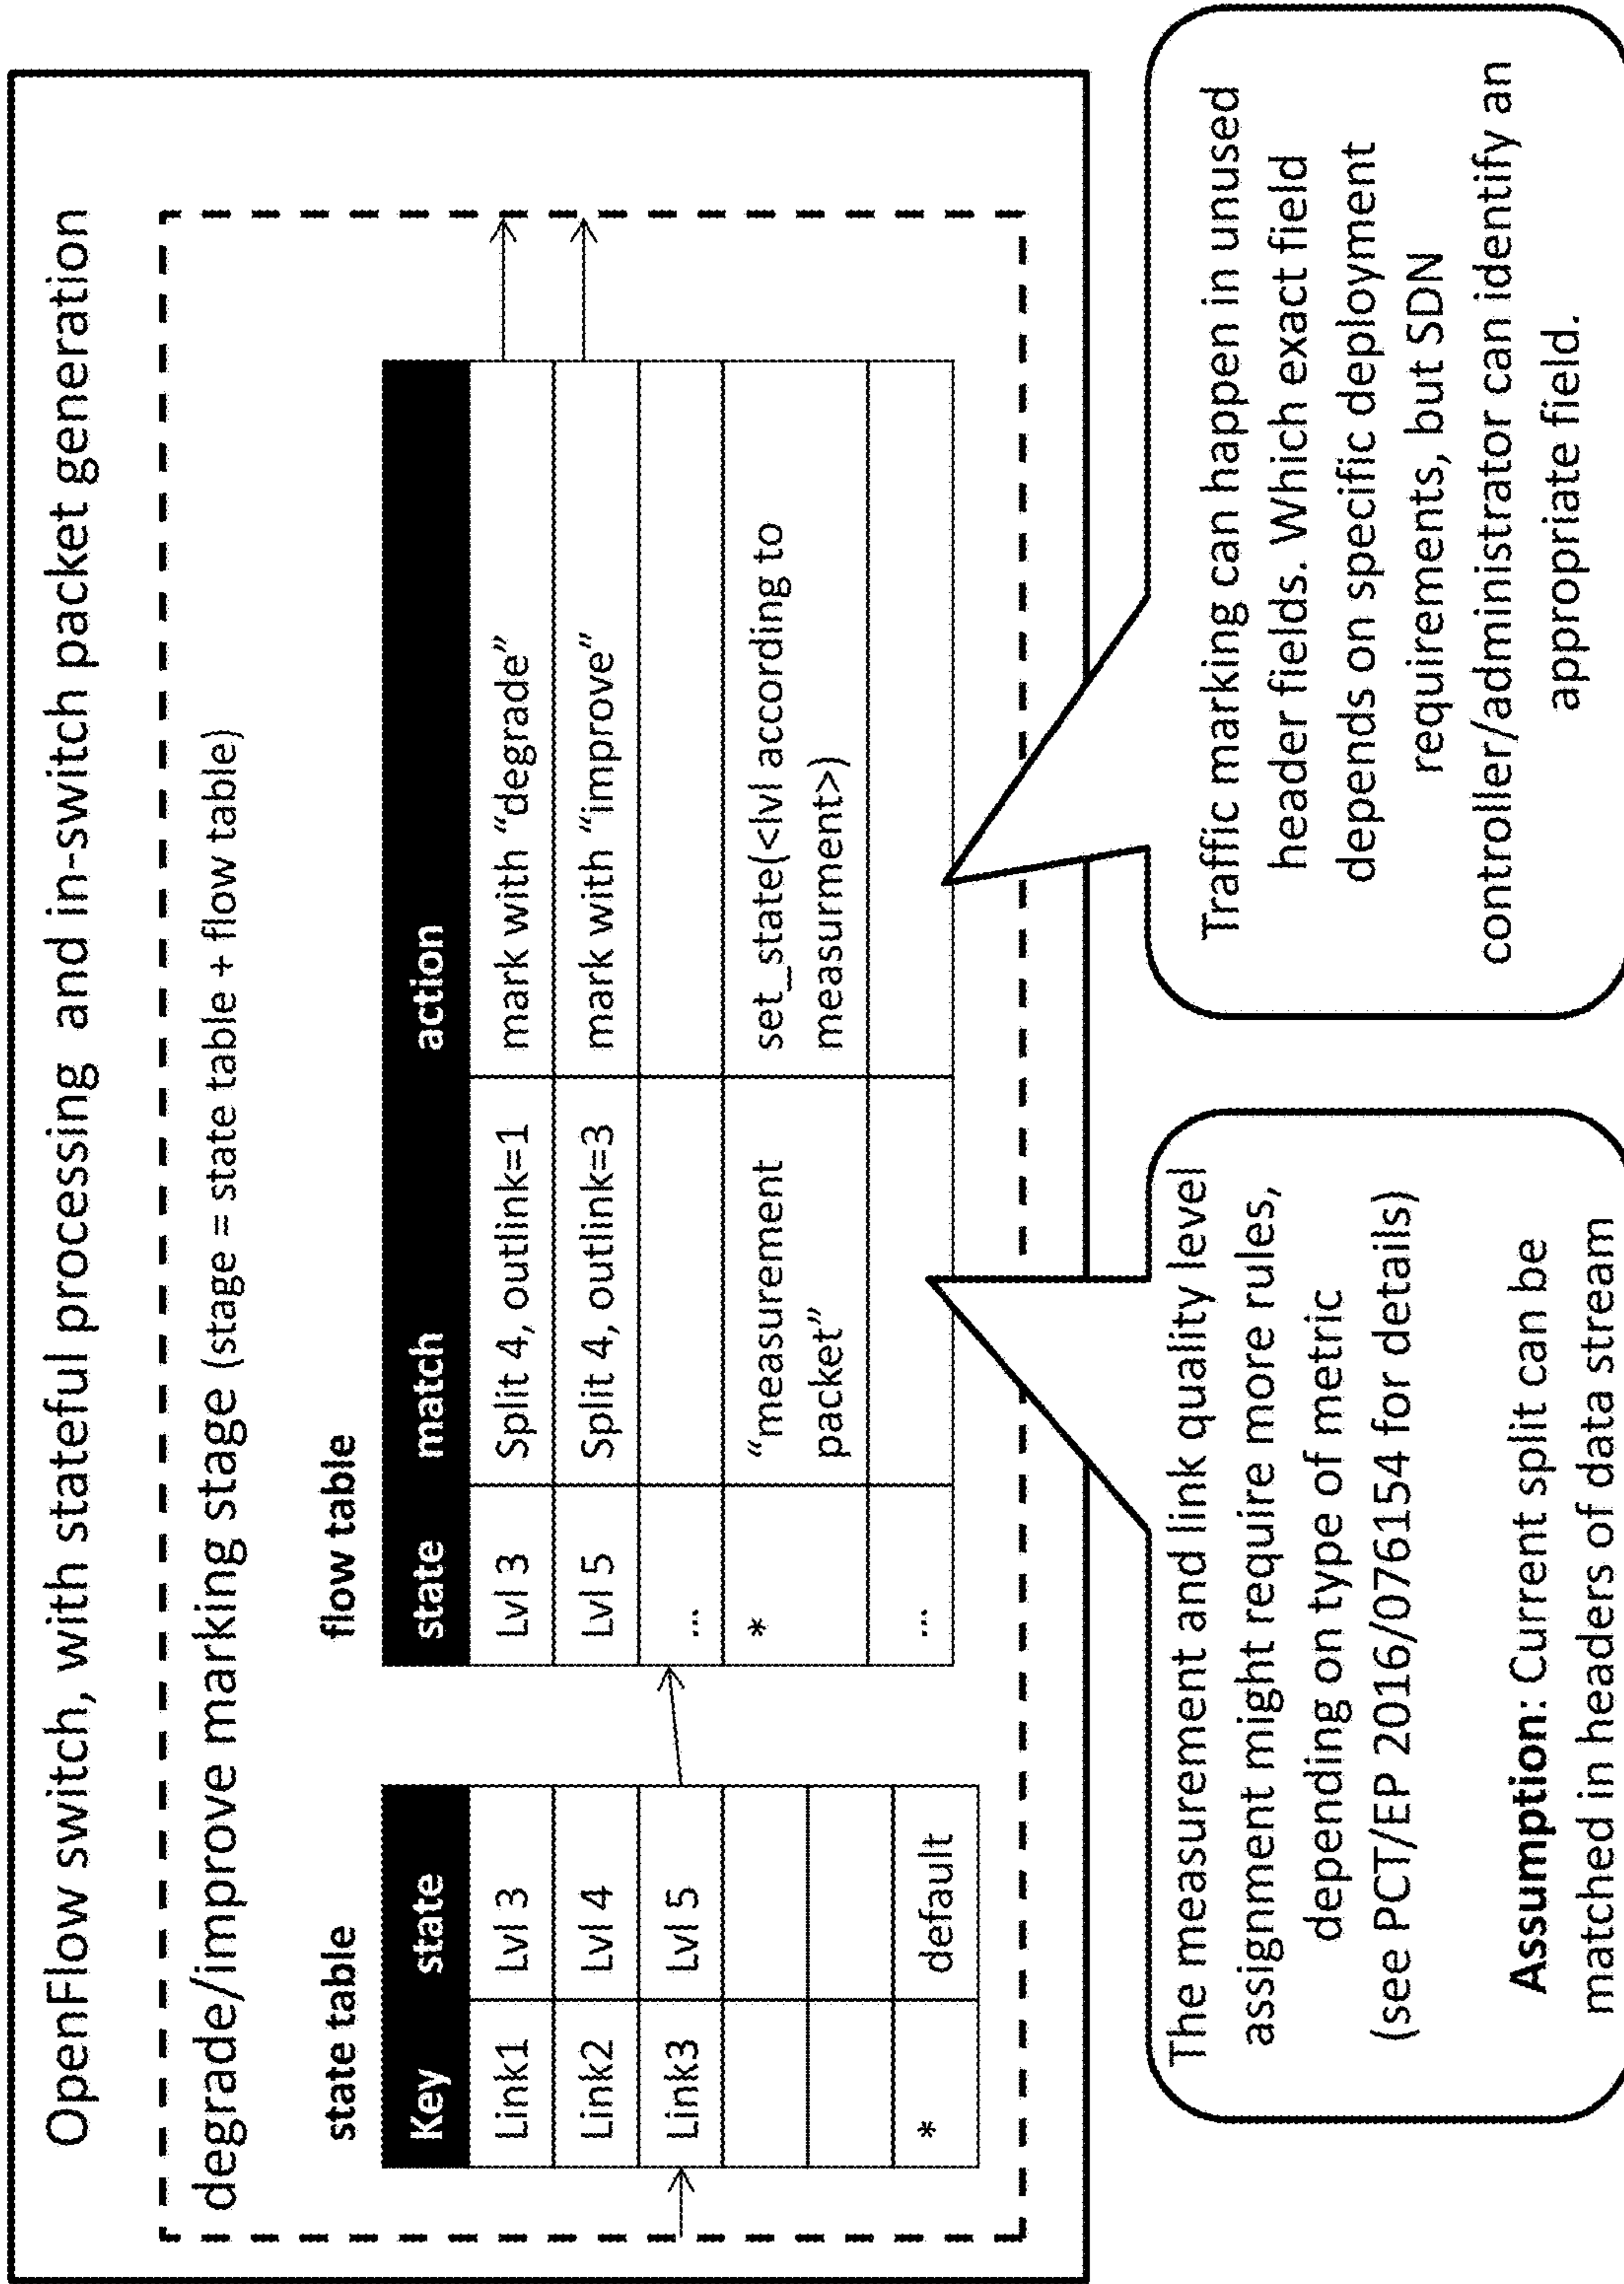 OpenFlow switch, with stateful processing and in-switch packet generation
degrade/improve marking stage (stage = state table + flow table)
state table
Key state
Link1 Lvl 3
Link2 Lvl 4
Link3 Lvl 5
* default
flow table
state match action
Lvl 3 Split 4, outlink=1 mark with “degrade”
Lvl 5 Split 4, outlink=3 mark with “improve”
...
* “measurement set_state(<lvl according to
packet” measurment>)
...
The measurement and link quality level
assignment might require more rules,
depending on type of metric
(see PCT/EP 2016/076154 for details)
Assumption: Current split can be
matched in headers of data stream
Traffic marking can happen in unused
header fields. Which exact field
depends on specific deployment
requirements, but SDN
controller/administrator can identify an
appropriate field.